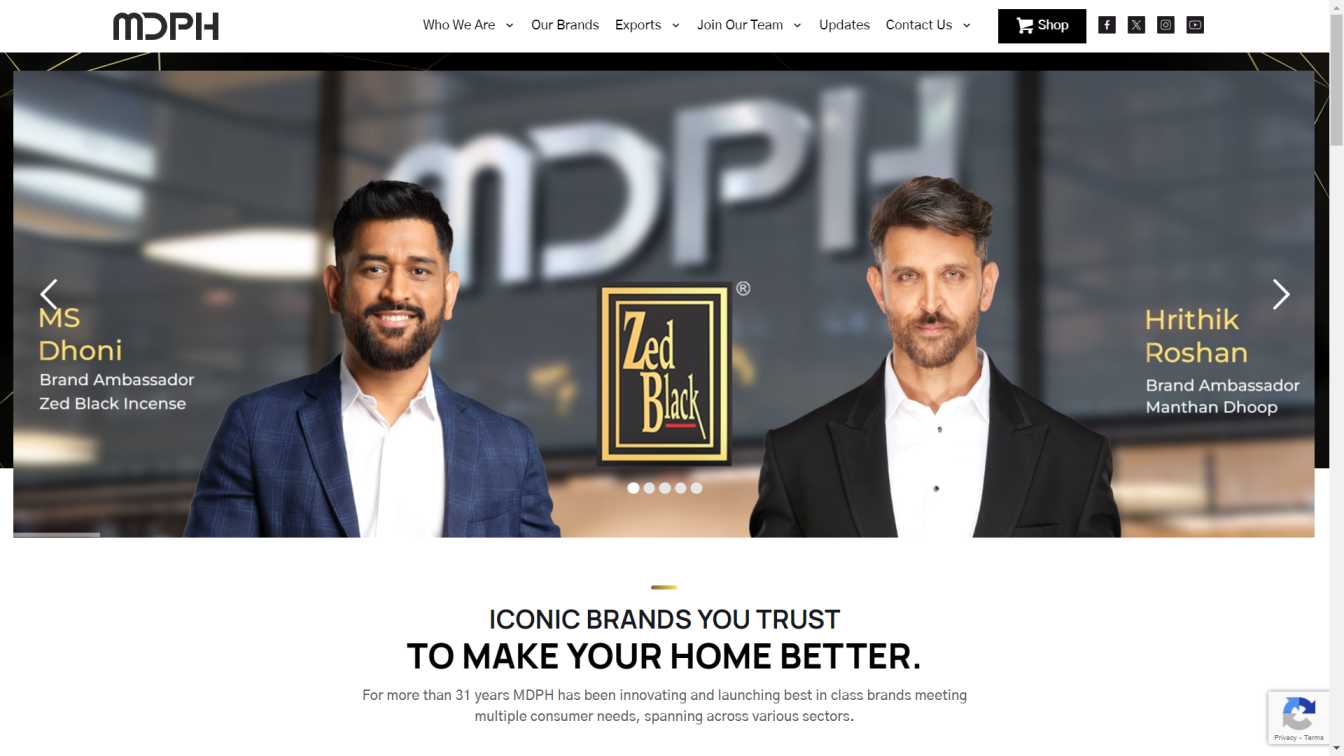 MDPH
Who We Are
Our Brands
Exports
Join Our Team
Updates
Contact Us
Shop
MDPH
MS
Dhoni
Brand Ambassador
Zed Black Incense
Zed
Black
®
Hrithik
Roshan
Brand Ambassador
Manthan Dhoop
ICONIC BRANDS YOU TRUST
TO MAKE YOUR HOME BETTER.
For more than 31 years MDPH has been innovating and launching best in class brands meeting
multiple consumer needs, spanning across various sectors.
Privacy - Terms